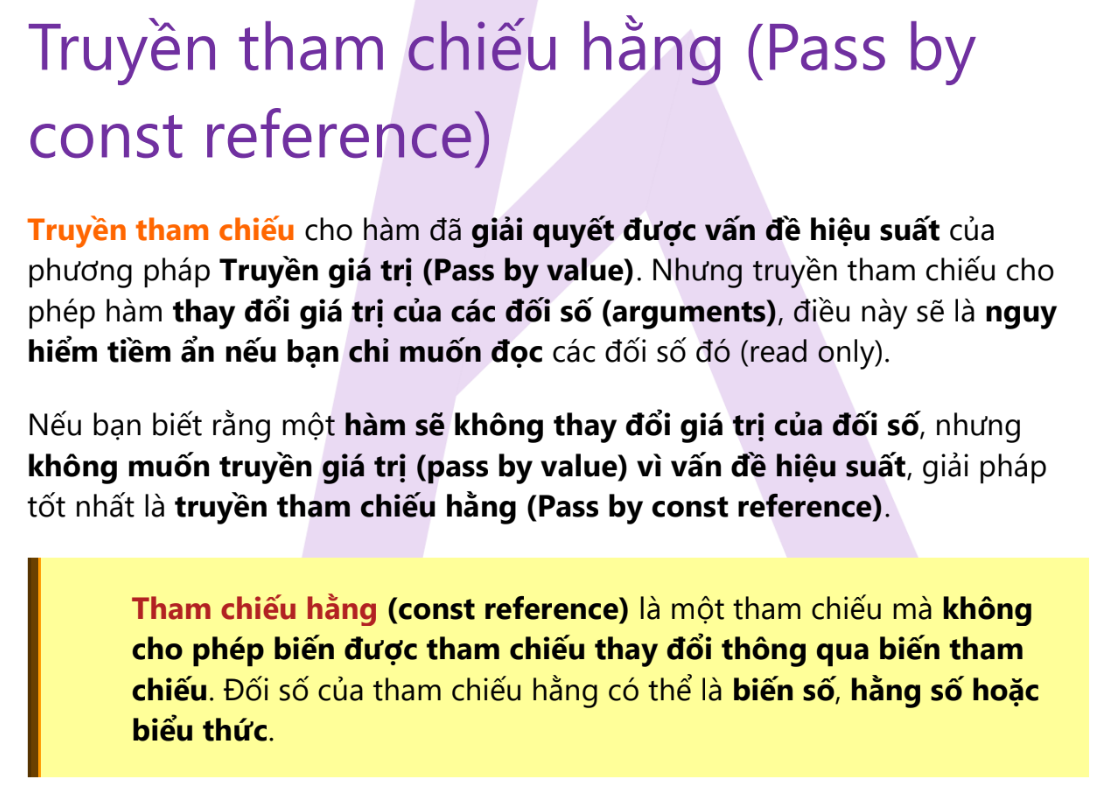 Truyền tham chiếu hằng (Pass by
const reference)
Truyền tham chiếu cho hàm đã giải quyết được vấn đề hiệu suất của
phương pháp Truyền giá trị (Pass by value). Nhưng truyền tham chiếu cho
phép hàm thay đổi giá trị của các đối số (arguments), điều này sẽ là nguy
hiểm tiềm ẩn nếu bạn chỉ muốn đọc các đối số đó (read only).
Nếu bạn biết rằng một hàm sẽ không thay đổi giá trị của đối số, nhưng
không muốn truyền giá trị (pass by value) vì vấn đề hiệu suất, giải pháp
tốt nhất là truyền tham chiếu hằng (Pass by const reference).
Tham chiếu hằng (const reference) là một tham chiếu mà không
cho phép biến được tham chiếu thay đổi thông qua biến tham
chiếu. Đối số của tham chiếu hằng có thể là biến số, hằng số hoặc
biểu thức.